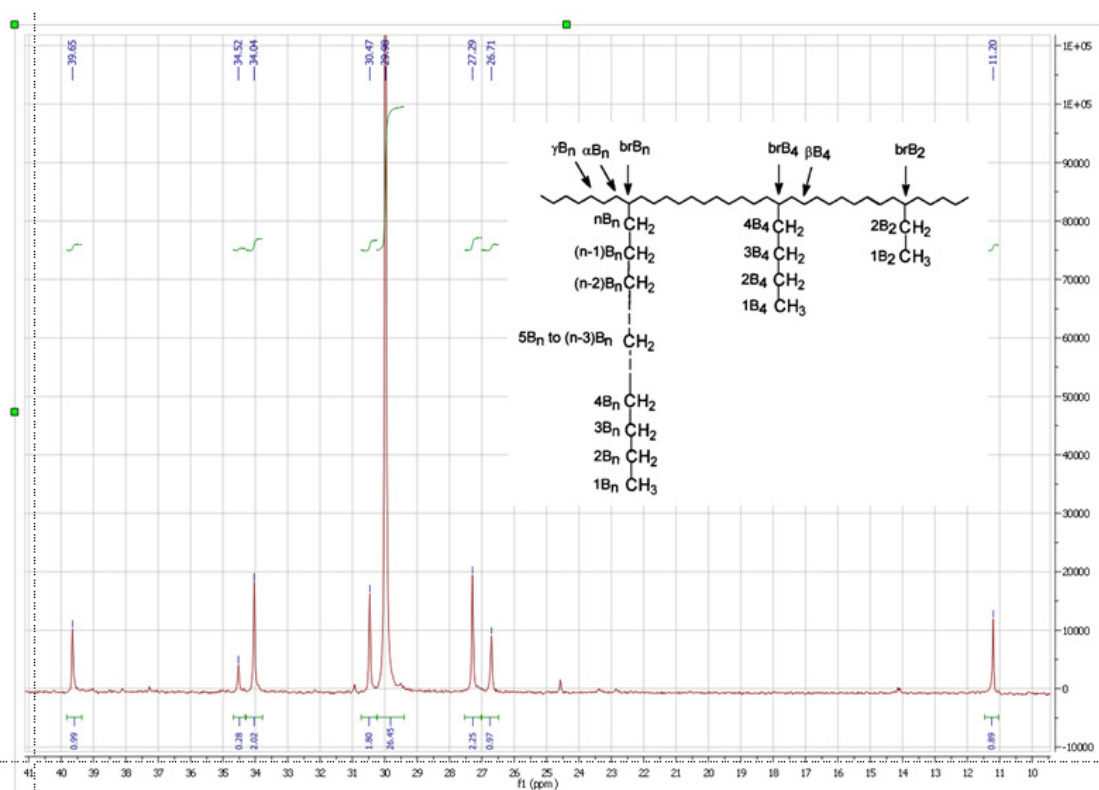 39.65 34.52 34.04 30.47 29.98 27.29 26.71 11.20
1E+05
1E+05
90000
80000
70000
60000
50000
40000
30000
20000
10000
0
-10000
γBn αBn brBn brB4 βB4 brB2
nBn CH2 4B4 CH2 2B2 CH2
(n-1)Bn CH2 3B4 CH2 1B2 CH3
(n-2)Bn CH2 2B4 CH2
1B4 CH3
5Bn to (n-3)Bn CH2
4Bn CH2
3Bn CH2
2Bn CH2
1Bn CH3
0.99 0.28 2.02 1.80 26.45 2.25 0.97 0.89
41 40 39 38 37 36 35 34 33 32 31 30 29 28 27 26 25 24 23 22 21 20 19 18 17 16 15 14 13 12 11 10
f1 (ppm)